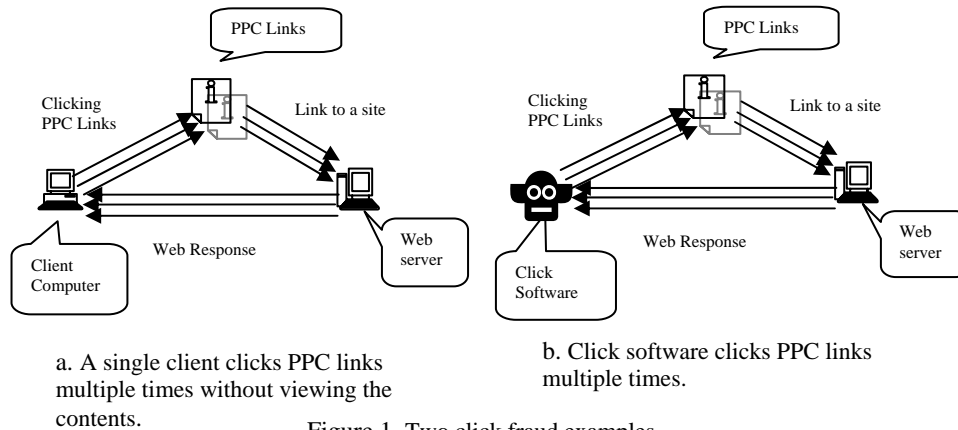 PPC Links
Clicking
PPC Links
Link to a site
Web Response
Client
Computer
Web
server
a. A single client clicks PPC links
multiple times without viewing the
contents.
PPC Links
Clicking
PPC Links
Link to a site
Web Response
Click
Software
Web
server
b. Click software clicks PPC links
multiple times.
Figure 1. Two click fraud examples